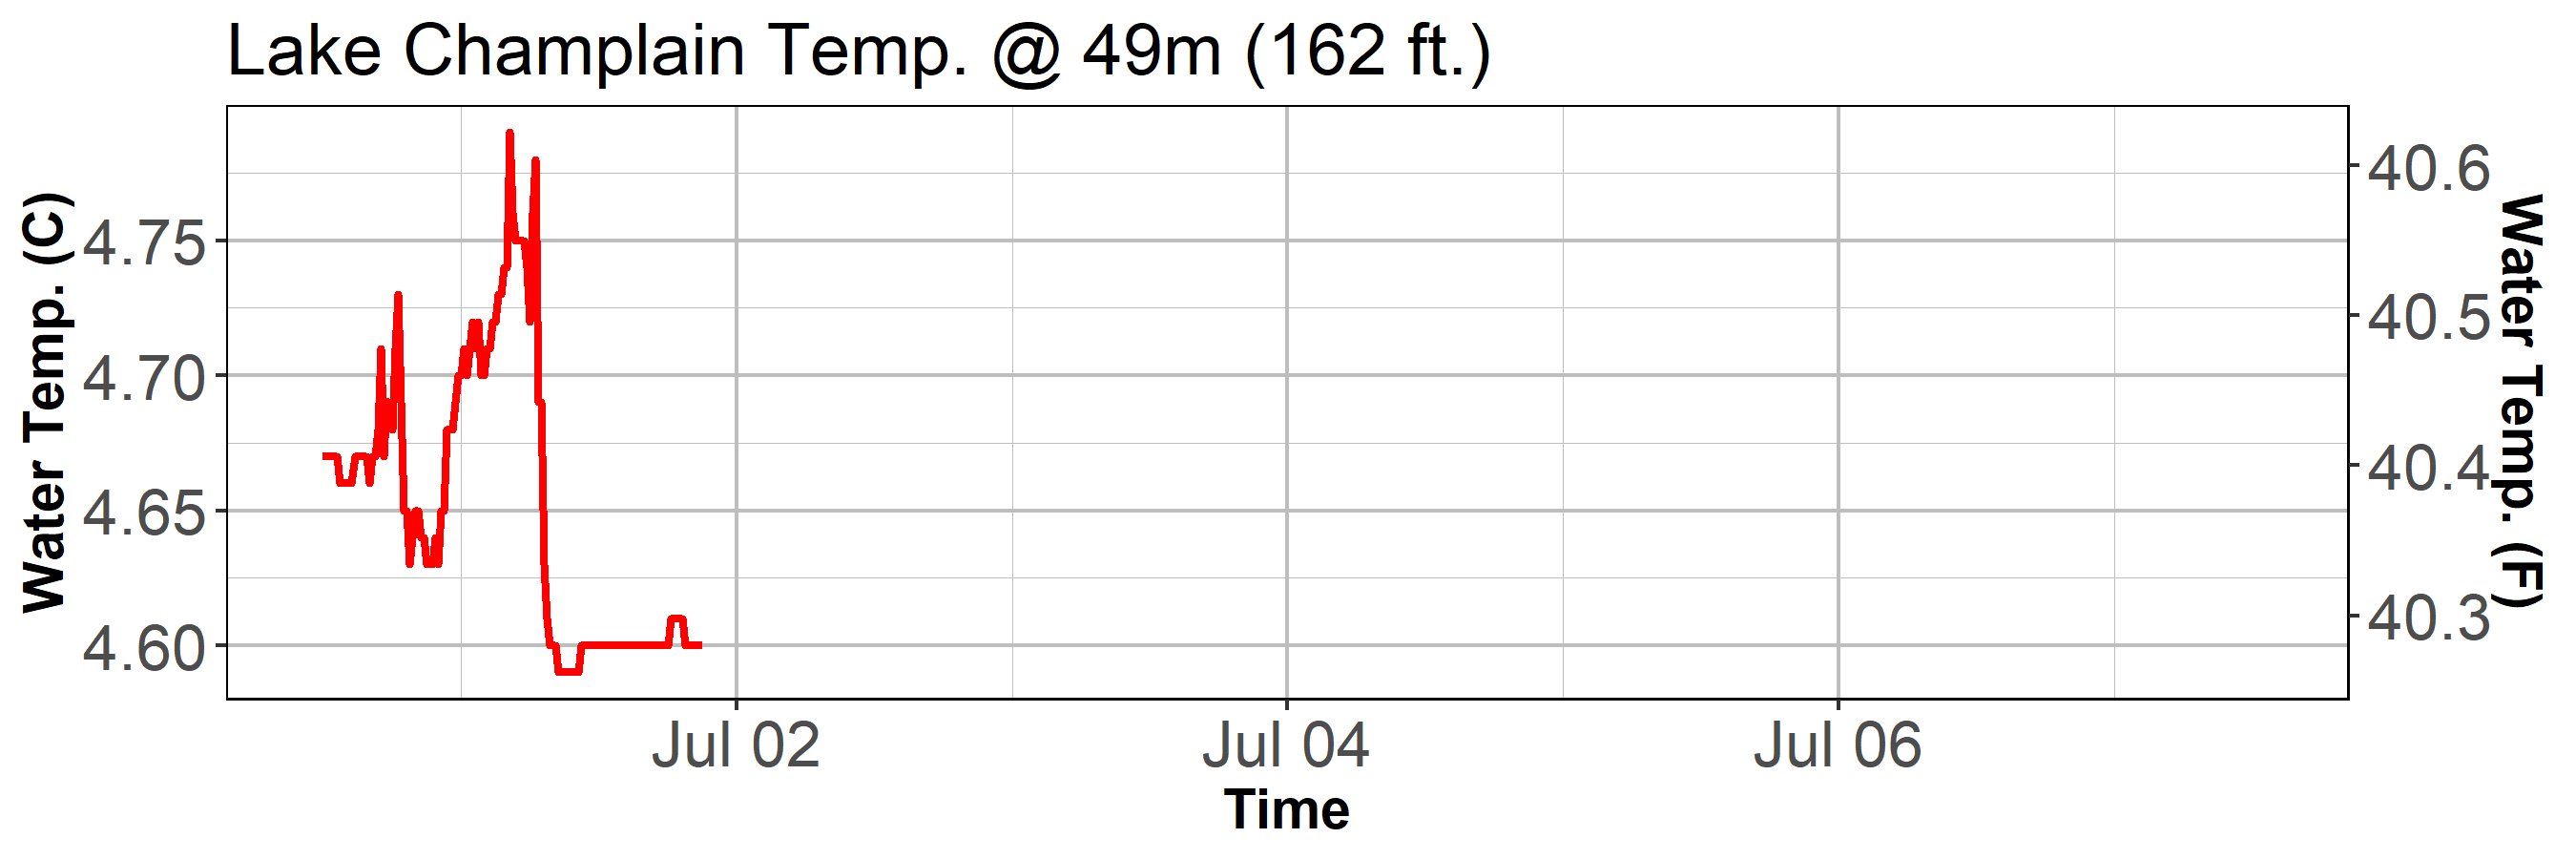 Lake Champlain Temp. @ 49m (162 ft.)
Water Temp. (C)
4.75
4.70
4.65
4.60
40.6
40.5
40.4
40.3
Water Temp. (F)
Jul 02 Jul 04 Jul 06
Time